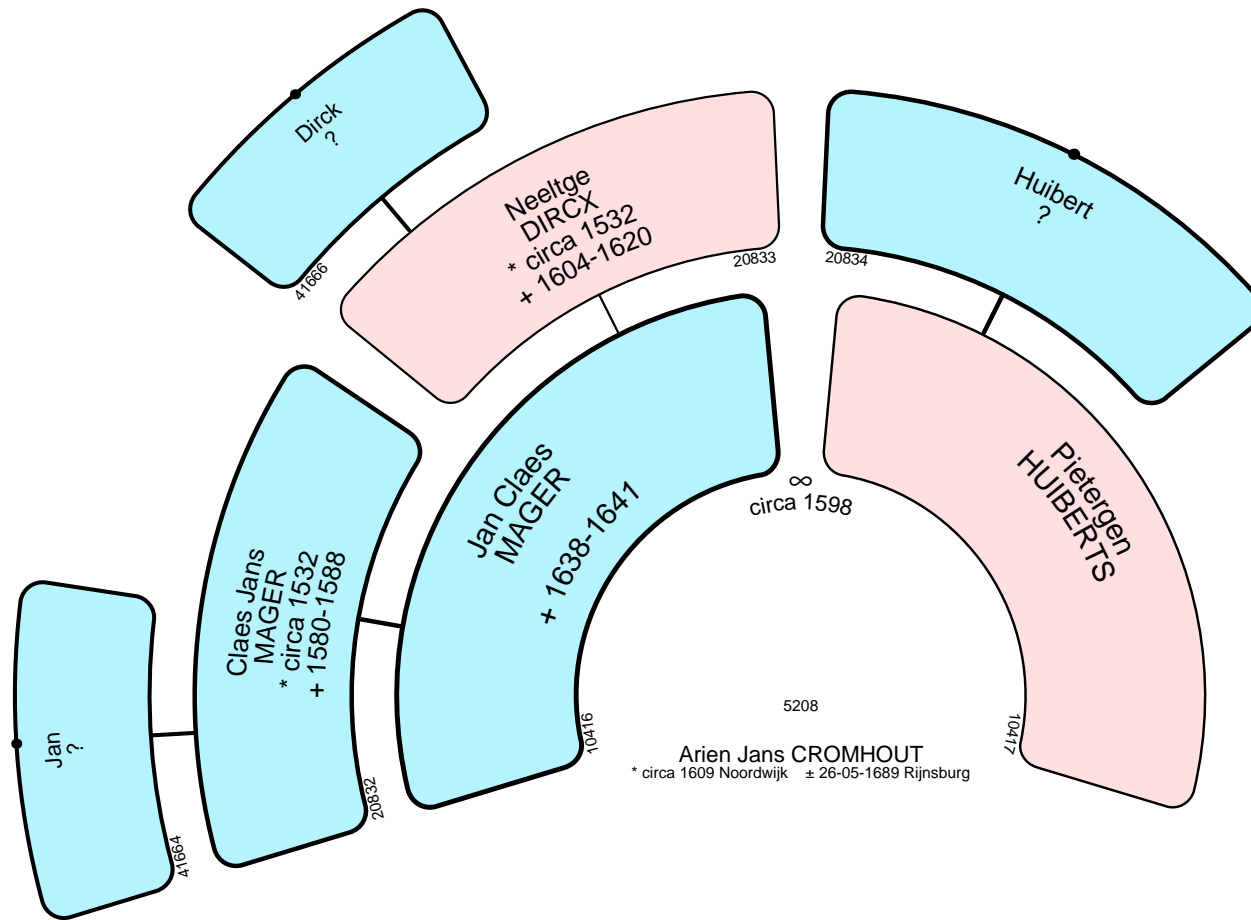 Dirck
?
41666
Neeltge
DIRCX
* circa 1532
+ 1604-1620
20833
Huibert
?
20834
Jan
?
41664
Claes Jans
MAGER
* circa 1532
+ 1580-1588
20832
Jan Claes
MAGER
+ 1638-1641
10416
∞
circa 1598
Pietergen
HUIBERTS
10417
5208
Arien Jans CROMHOUT
* circa 1609 Noordwijk ± 26-05-1689 Rijnsburg